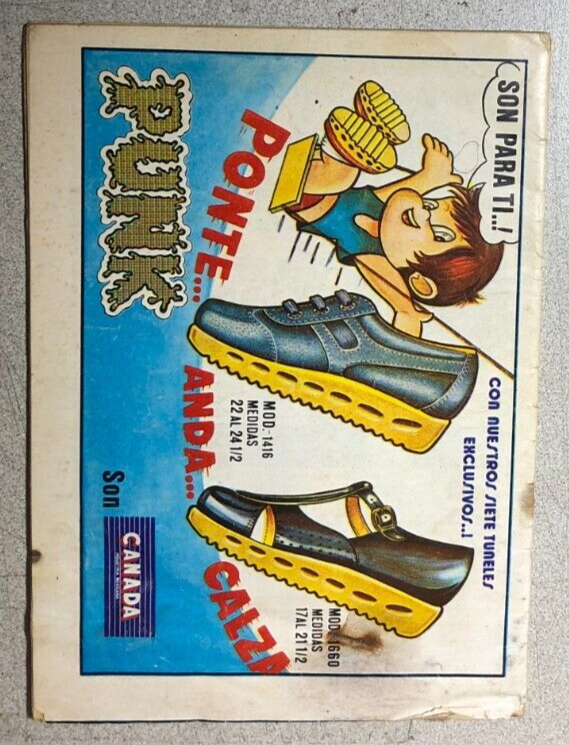 SON PARA TI..!
CON NUESTROS SIETE TUNELES
EXCLUSIVOS..!
PONTE... ANDA... CALZA
MOD.-1416
MEDIDAS
22 AL 24 1/2
MOD.-1660
MEDIDAS
17 AL 21 1/2
PUNK
Son
CANADA